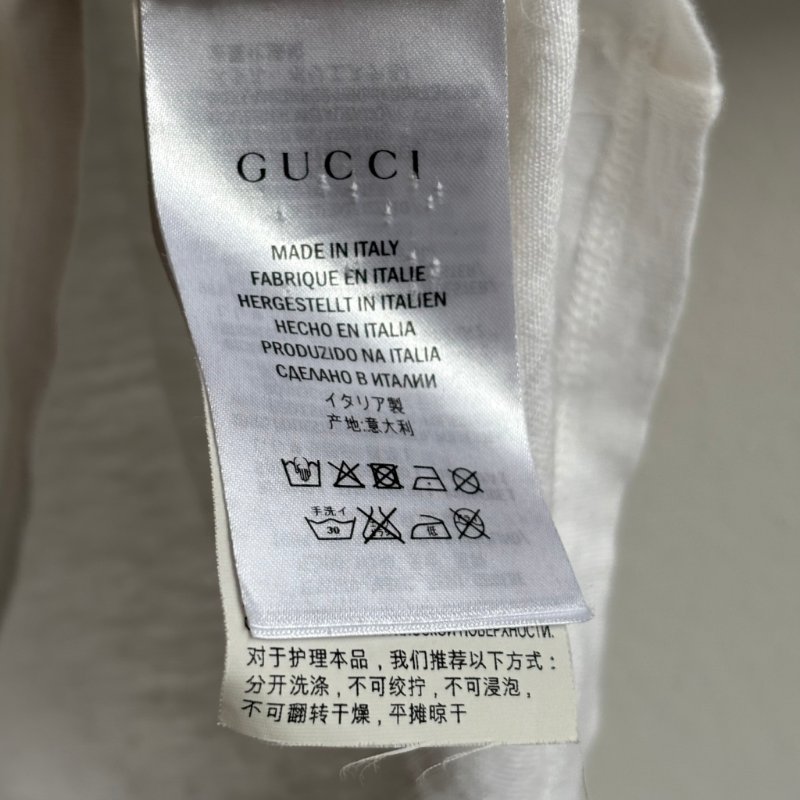 GUCCI
MADE IN ITALY
FABRIQUE EN ITALIE
HERGESTELLT IN ITALIEN
HECHO EN ITALIA
PRODUZIDO NA ITALIA
СДЕЛАНО В ИТАЛИИ
イタリア製
产地:意大利
手洗イ
30
低
ПОВЕРХНОСТИ.
对于护理本品，我们推荐以下方式：
分开洗涤，不可绞拧，不可浸泡，
不可翻转干燥，平摊晾干